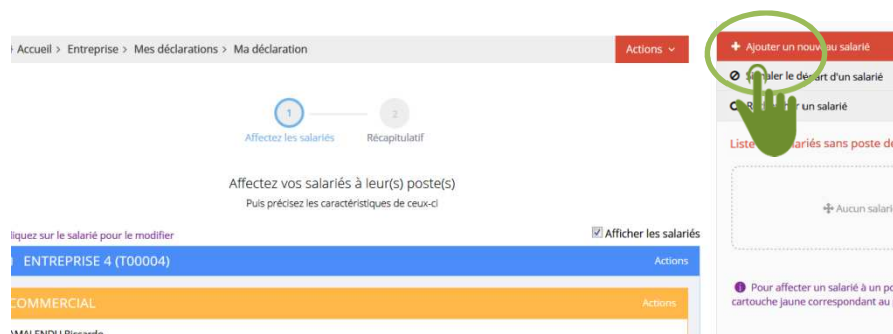 Accueil > Entreprise > Mes déclarations > Ma déclaration
Actions
1
2
Affectez les salariés
Récapitulatif
Affectez vos salariés à leur(s) poste(s)
Puis précisez les caractéristiques de ceux-ci
liquez sur le salarié pour le modifier
Afficher les salariés
ENTREPRISE 4 (T00004)
Actions
COMMERCIAL
Actions
Riccardo
Ajouter un nouveau salarié
le départ d'un salarié
un salarié
Liste salariés sans poste de
Aucun salari
Pour affecter un salarié à un po
cartouche jaune correspondant au